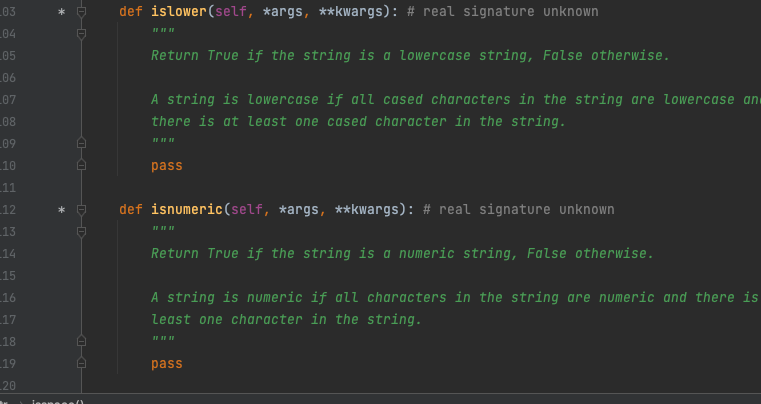 03 * def islower(self, *args, **kwargs): # real signature unknown
04 """
05 Return True if the string is a lowercase string, False otherwise.
06
07 A string is lowercase if all cased characters in the string are lowercase and
08 there is at least one cased character in the string.
09 """
10 pass
11
12 * def isnumeric(self, *args, **kwargs): # real signature unknown
13 """
14 Return True if the string is a numeric string, False otherwise.
15
16 A string is numeric if all characters in the string are numeric and there is
17 least one character in the string.
18 """
19 pass
20